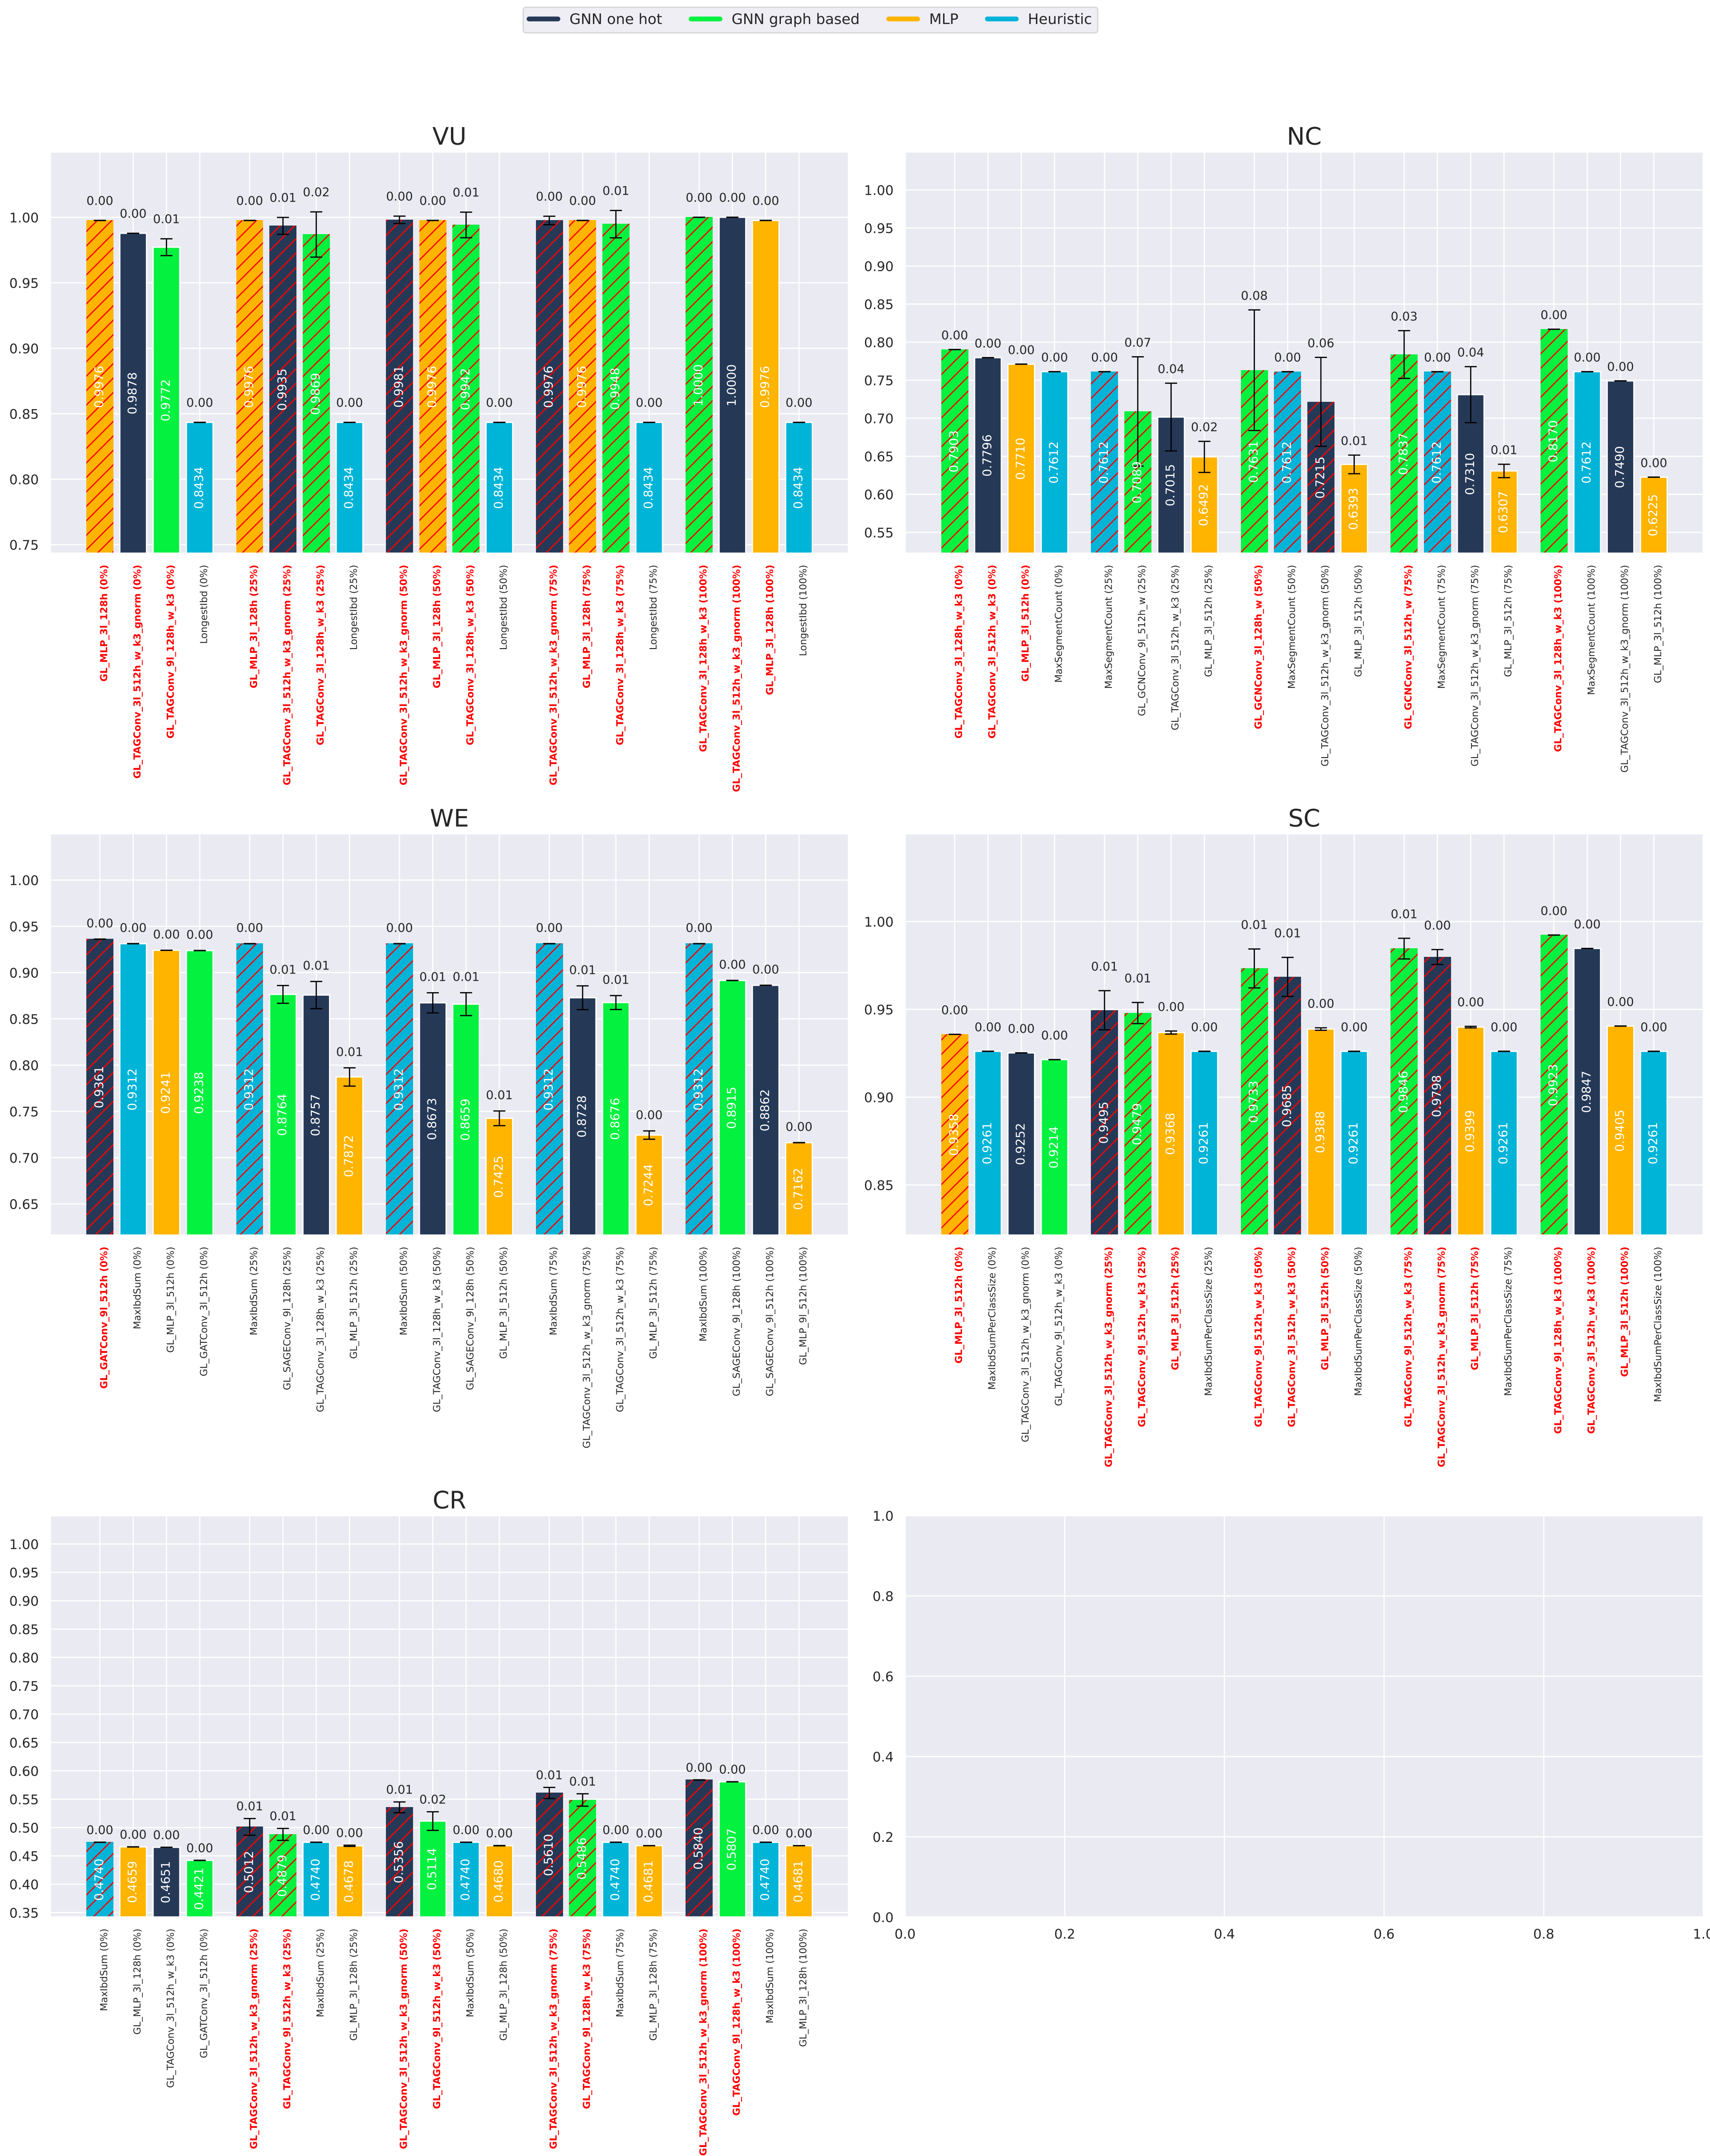 GNN one hot GNN graph based MLP Heuristic
VU
1.00
0.95
0.90
0.85
0.80
0.75
0.00 0.00 0.01 0.00 0.00 0.01 0.02 0.00 0.00 0.00 0.01 0.00 0.00 0.00 0.01 0.00 0.00 0.00 0.00 0.00
0.9976 0.9878 0.9772 0.8434 0.9976 0.9935 0.9869 0.8434 0.9981 0.9976 0.9942 0.8434 0.9976 0.9976 0.9948 0.8434 1.0000 1.0000 0.9976 0.8434
GL_MLP_3l_128h (0%)
GL_TAGConv_3l_512h_w_k3_gnorm (0%)
GL_TAGConv_9l_128h_w_k3 (0%)
LongestIbd (0%)
GL_MLP_3l_128h (25%)
GL_TAGConv_3l_512h_w_k3_gnorm (25%)
GL_TAGConv_3l_128h_w_k3 (25%)
LongestIbd (25%)
GL_TAGConv_3l_512h_w_k3_gnorm (50%)
GL_MLP_3l_128h (50%)
GL_TAGConv_3l_128h_w_k3 (50%)
LongestIbd (50%)
GL_TAGConv_3l_512h_w_k3_gnorm (75%)
GL_MLP_3l_128h (75%)
GL_TAGConv_3l_128h_w_k3 (75%)
LongestIbd (75%)
GL_TAGConv_3l_128h_w_k3 (100%)
GL_TAGConv_3l_512h_w_k3_gnorm (100%)
GL_MLP_3l_128h (100%)
LongestIbd (100%)
NC
1.00
0.95
0.90
0.85
0.80
0.75
0.70
0.65
0.60
0.55
0.00 0.00 0.00 0.00 0.00 0.07 0.04 0.02 0.08 0.00 0.06 0.01 0.03 0.00 0.04 0.01 0.00 0.00 0.00 0.00
0.7903 0.7796 0.7710 0.7612 0.7612 0.7089 0.7015 0.6492 0.7631 0.7612 0.7215 0.6393 0.7837 0.7612 0.7310 0.6307 0.8170 0.7612 0.7490 0.6225
GL_TAGConv_3l_128h_w_k3 (0%)
GL_TAGConv_3l_512h_w_k3 (0%)
GL_MLP_3l_512h (0%)
MaxSegmentCount (0%)
MaxSegmentCount (25%)
GL_GCNConv_9l_512h_w (25%)
GL_TAGConv_3l_512h_w_k3 (25%)
GL_MLP_3l_512h (25%)
GL_GCNConv_3l_128h_w (50%)
MaxSegmentCount (50%)
GL_TAGConv_3l_512h_w_k3_gnorm (50%)
GL_MLP_3l_512h (50%)
GL_GCNConv_3l_512h_w (75%)
MaxSegmentCount (75%)
GL_TAGConv_3l_512h_w_k3_gnorm (75%)
GL_MLP_3l_512h (75%)
GL_TAGConv_3l_128h_w_k3 (100%)
MaxSegmentCount (100%)
GL_TAGConv_3l_512h_w_k3_gnorm (100%)
GL_MLP_3l_512h (100%)
WE
1.00
0.95
0.90
0.85
0.80
0.75
0.70
0.65
0.00 0.00 0.00 0.00 0.00 0.01 0.01 0.01 0.00 0.01 0.01 0.01 0.00 0.01 0.01 0.00 0.00 0.00 0.00 0.00
0.9361 0.9312 0.9241 0.9238 0.9312 0.8764 0.8757 0.7872 0.9312 0.8673 0.8659 0.7425 0.9312 0.8728 0.8676 0.7244 0.9312 0.8915 0.8862 0.7162
GL_GATConv_9l_512h (0%)
MaxIbdSum (0%)
GL_MLP_3l_512h (0%)
GL_GATConv_3l_512h (0%)
MaxIbdSum (25%)
GL_SAGEConv_9l_128h (25%)
GL_TAGConv_3l_128h_w_k3 (25%)
GL_MLP_3l_512h (25%)
MaxIbdSum (50%)
GL_TAGConv_3l_128h_w_k3 (50%)
GL_SAGEConv_9l_128h (50%)
GL_MLP_3l_512h (50%)
MaxIbdSum (75%)
GL_TAGConv_3l_512h_w_k3_gnorm (75%)
GL_TAGConv_3l_512h_w_k3 (75%)
GL_MLP_3l_512h (75%)
MaxIbdSum (100%)
GL_SAGEConv_9l_128h (100%)
GL_SAGEConv_9l_512h (100%)
GL_MLP_9l_512h (100%)
SC
1.00
0.95
0.90
0.85
0.00 0.00 0.00 0.00 0.01 0.01 0.00 0.00 0.01 0.01 0.00 0.00 0.01 0.00 0.00 0.00 0.00 0.00 0.00 0.00
0.9358 0.9261 0.9252 0.9214 0.9495 0.9479 0.9368 0.9261 0.9733 0.9685 0.9388 0.9261 0.9846 0.9798 0.9399 0.9261 0.9923 0.9847 0.9405 0.9261
GL_MLP_3l_512h (0%)
MaxIbdSumPerClassSize (0%)
GL_TAGConv_3l_512h_w_k3_gnorm (0%)
GL_TAGConv_9l_512h_w_k3 (0%)
GL_TAGConv_3l_512h_w_k3_gnorm (25%)
GL_TAGConv_9l_512h_w_k3 (25%)
GL_MLP_3l_512h (25%)
MaxIbdSumPerClassSize (25%)
GL_TAGConv_9l_512h_w_k3 (50%)
GL_TAGConv_3l_512h_w_k3 (50%)
GL_MLP_3l_512h (50%)
MaxIbdSumPerClassSize (50%)
GL_TAGConv_9l_512h_w_k3 (75%)
GL_TAGConv_3l_512h_w_k3_gnorm (75%)
GL_MLP_3l_512h (75%)
MaxIbdSumPerClassSize (75%)
GL_TAGConv_9l_128h_w_k3 (100%)
GL_TAGConv_3l_512h_w_k3 (100%)
GL_MLP_3l_512h (100%)
MaxIbdSumPerClassSize (100%)
CR
1.00
0.95
0.90
0.85
0.80
0.75
0.70
0.65
0.60
0.55
0.50
0.45
0.40
0.35
0.00 0.00 0.00 0.00 0.01 0.01 0.00 0.00 0.01 0.02 0.00 0.00 0.01 0.01 0.00 0.00 0.00 0.00 0.00 0.00
0.4740 0.4659 0.4651 0.4421 0.5012 0.4879 0.4740 0.4678 0.5356 0.5114 0.4740 0.4680 0.5610 0.5486 0.4740 0.4681 0.5840 0.5807 0.4740 0.4681
MaxIbdSum (0%)
GL_MLP_3l_128h (0%)
GL_TAGConv_3l_512h_w_k3 (0%)
GL_GATConv_3l_512h (0%)
GL_TAGConv_3l_512h_w_k3_gnorm (25%)
GL_TAGConv_9l_512h_w_k3 (25%)
MaxIbdSum (25%)
GL_MLP_3l_128h (25%)
GL_TAGConv_3l_512h_w_k3_gnorm (50%)
GL_TAGConv_9l_512h_w_k3 (50%)
MaxIbdSum (50%)
GL_MLP_3l_128h (50%)
GL_TAGConv_3l_512h_w_k3_gnorm (75%)
GL_TAGConv_9l_128h_w_k3 (75%)
MaxIbdSum (75%)
GL_MLP_3l_128h (75%)
GL_TAGConv_3l_512h_w_k3_gnorm (100%)
GL_TAGConv_9l_128h_w_k3 (100%)
MaxIbdSum (100%)
GL_MLP_3l_128h (100%)
1.0
0.8
0.6
0.4
0.2
0.0
0.0 0.2 0.4 0.6 0.8 1.0